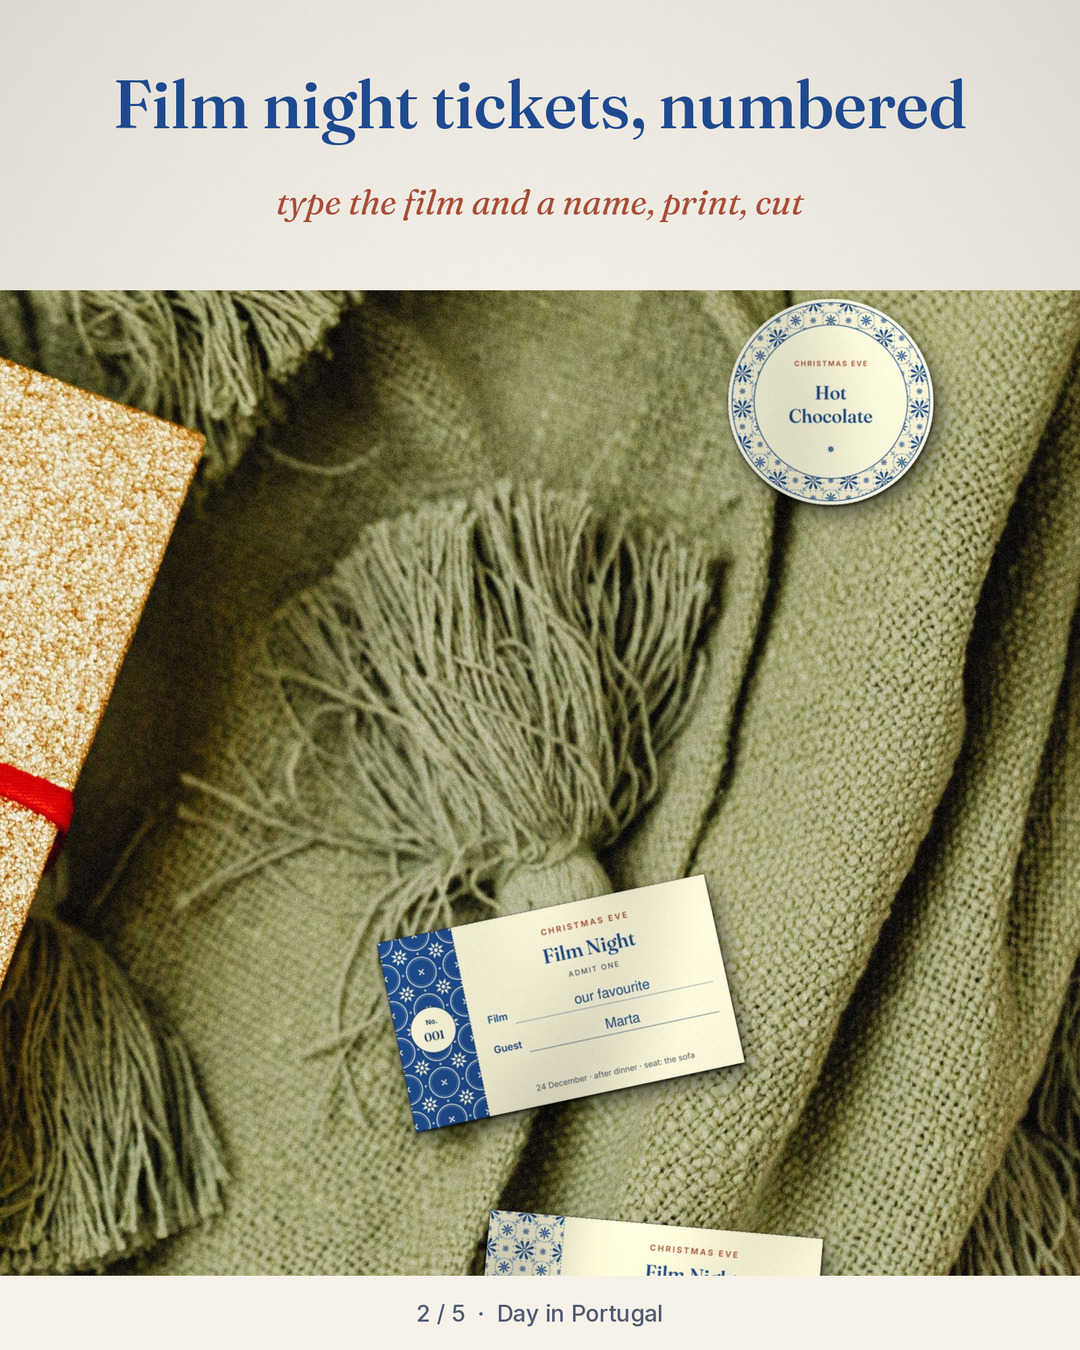 Film night tickets, numbered
type the film and a name, print, cut
CHRISTMAS EVE
Hot
Chocolate
CHRISTMAS EVE
Film Night
ADMIT ONE
Film our favourite
Guest Marta
No.
001
24 December · after dinner · seat: the sofa
CHRISTMAS EVE
Film Night
2 / 5 · Day in Portugal